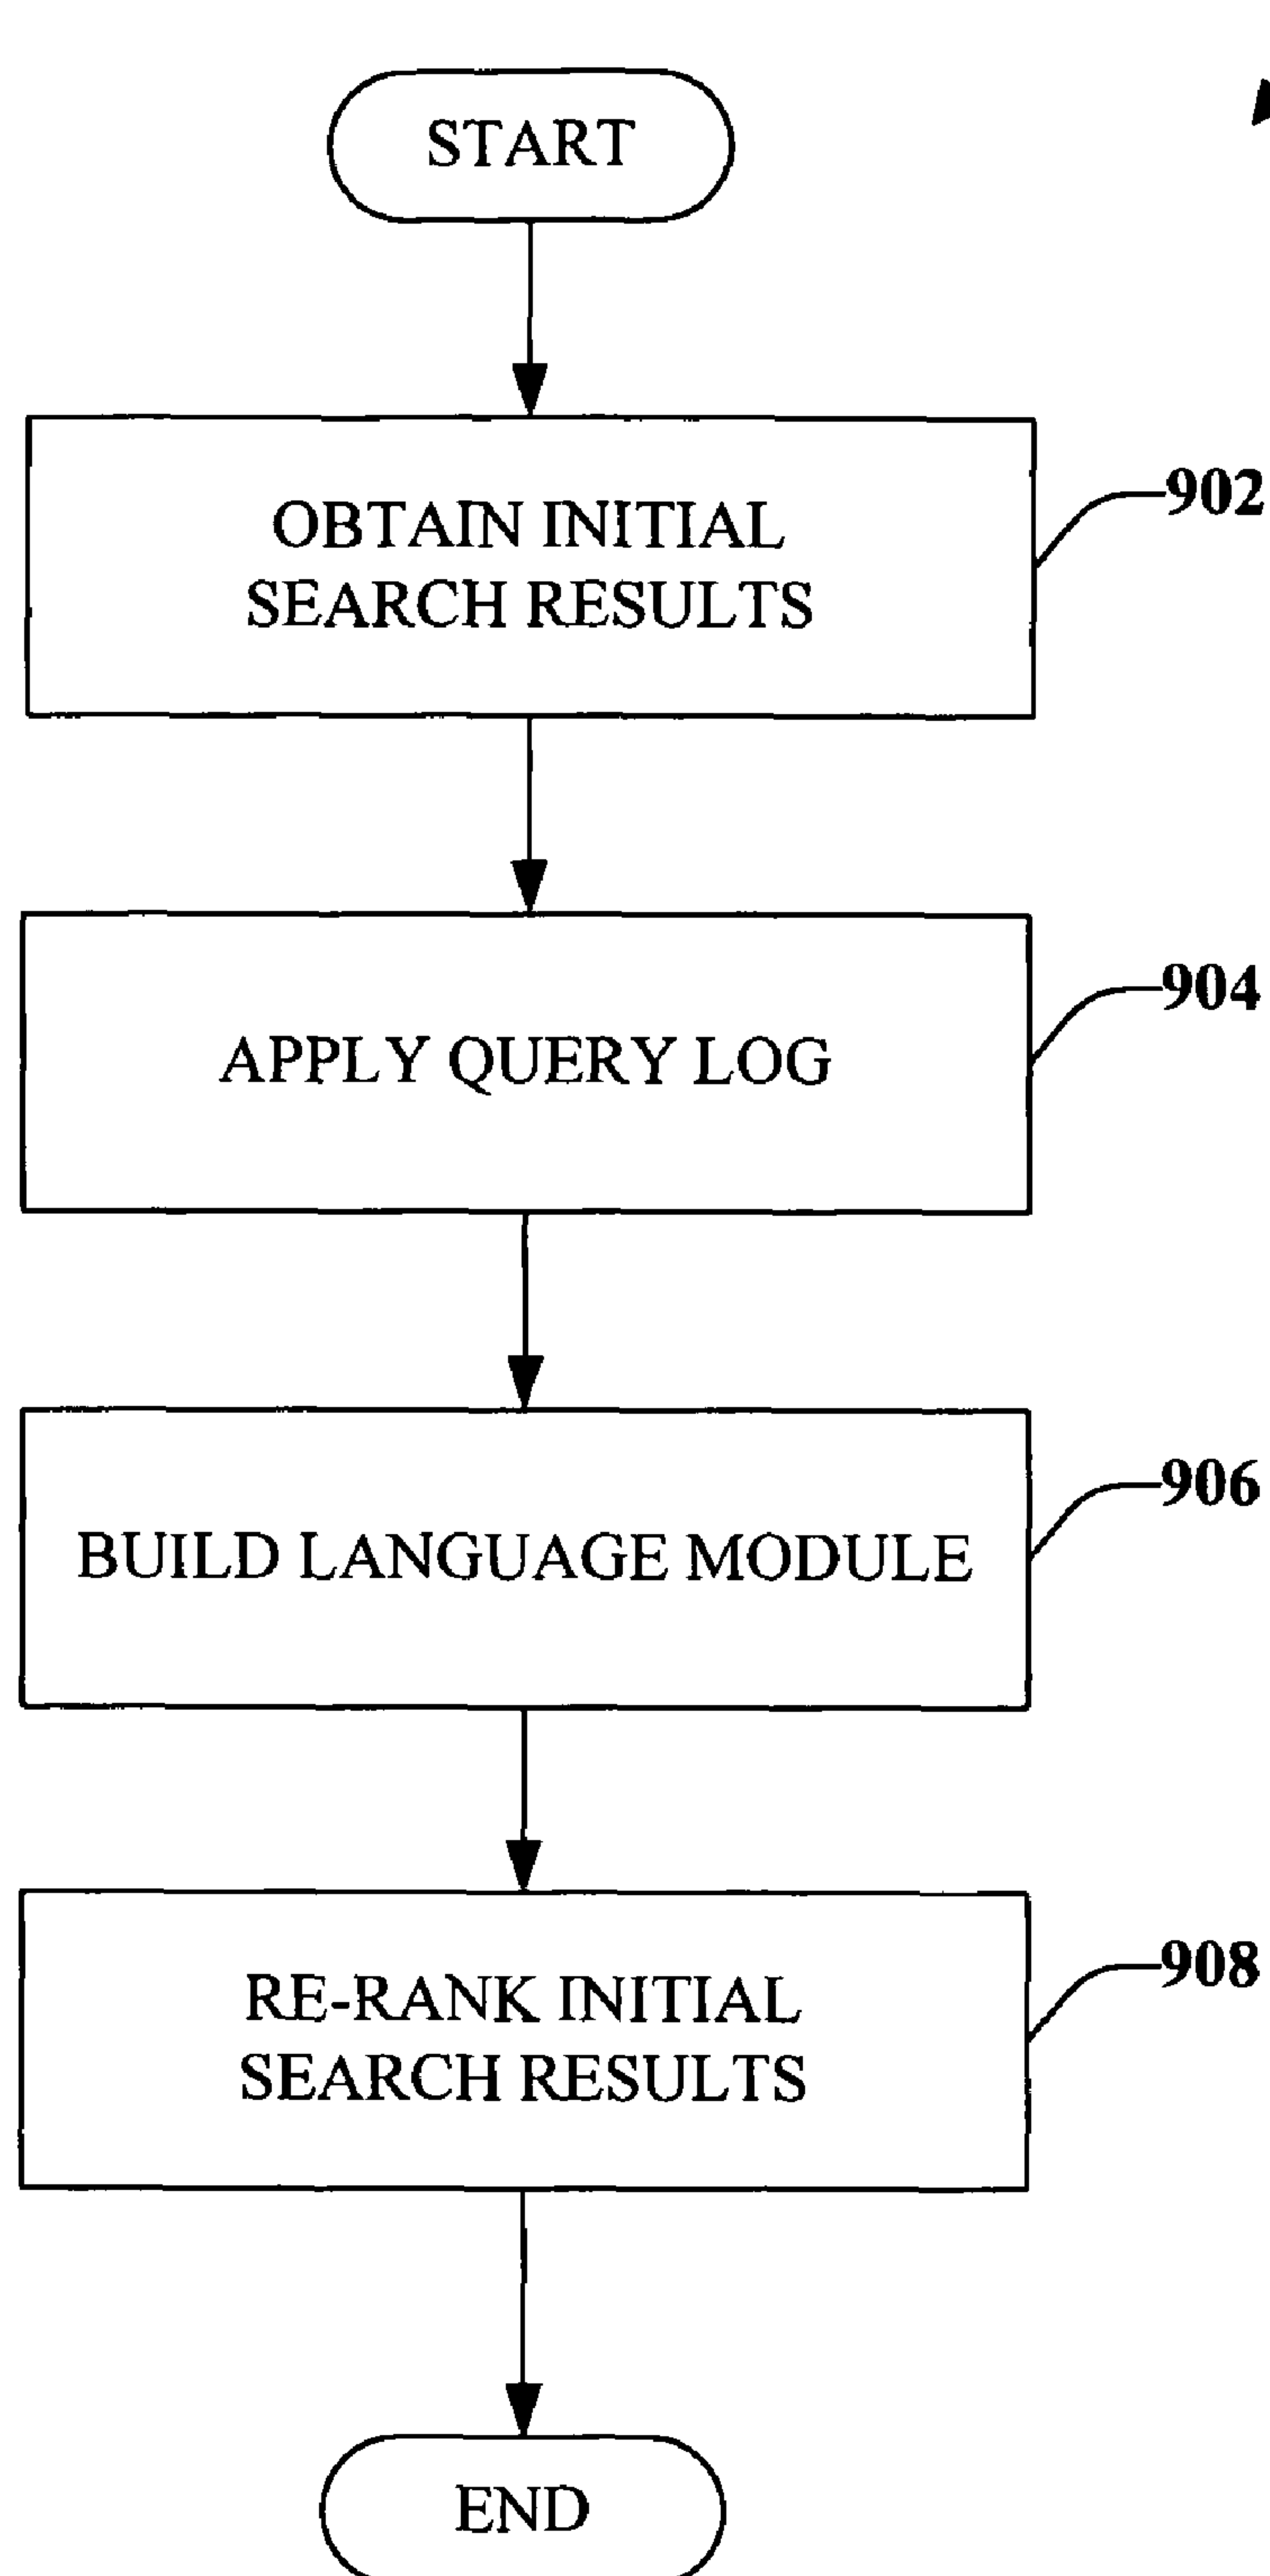 START
OBTAIN INITIAL
SEARCH RESULTS
902
APPLY QUERY LOG
904
BUILD LANGUAGE MODULE
906
RE-RANK INITIAL
SEARCH RESULTS
908
END